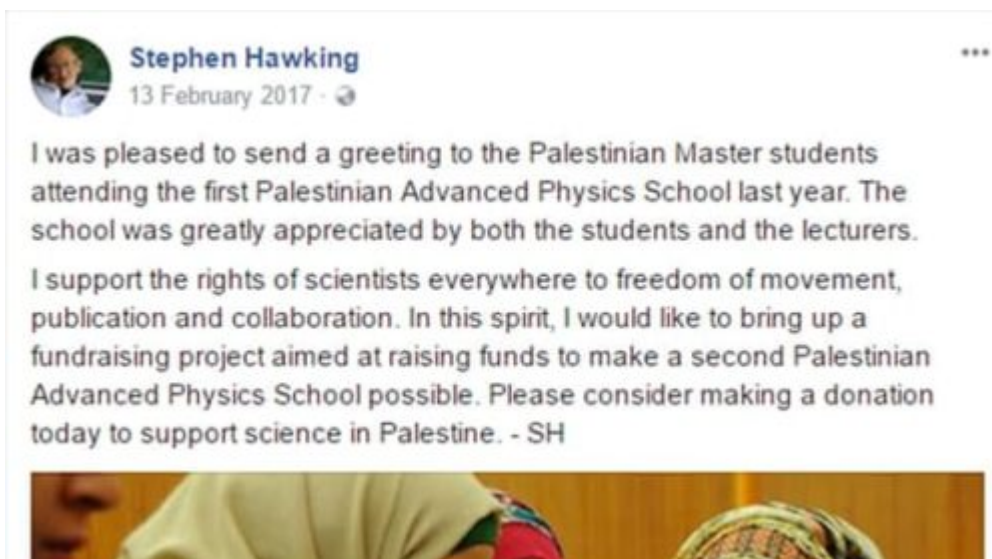 Stephen Hawking
13 February 2017 ·
I was pleased to send a greeting to the Palestinian Master students
attending the first Palestinian Advanced Physics School last year. The
school was greatly appreciated by both the students and the lecturers.
I support the rights of scientists everywhere to freedom of movement,
publication and collaboration. In this spirit, I would like to bring up a
fundraising project aimed at raising funds to make a second Palestinian
Advanced Physics School possible. Please consider making a donation
today to support science in Palestine. - SH